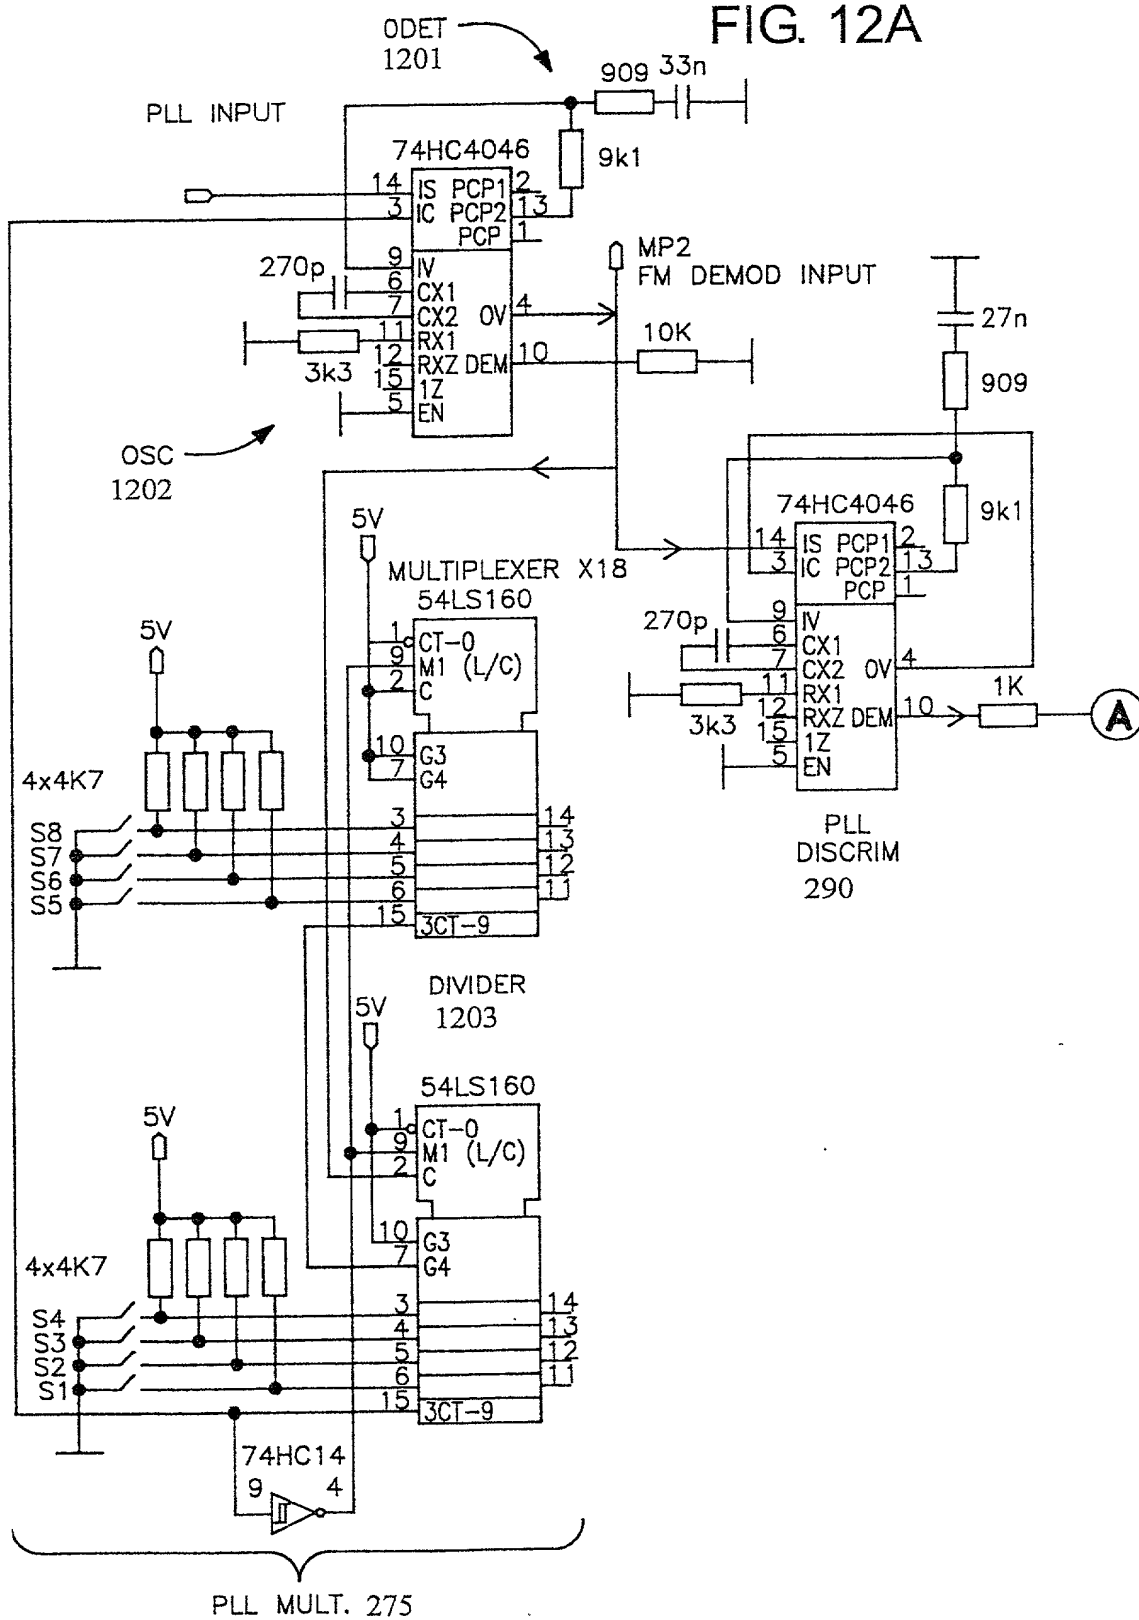 FIG. 12A
ODET
1201
909
33n
PLL INPUT
9k1
74HC4046
14
IS
PCP1
2
3
IC
PCP2
13
PCP
1
9
IV
270p
6
CX1
7
CX2
OV
4
11
RX1
3k3
12
RXZ
DEM
10
15
1Z
5
EN
MP2
FM DEMOD INPUT
10K
OSC
1202
27n
909
9k1
74HC4046
14
IS
PCP1
2
3
IC
PCP2
13
PCP
1
9
IV
270p
6
CX1
7
CX2
OV
4
11
RX1
3k3
12
RXZ
DEM
10
15
1Z
5
EN
1K
A
PLL
DISCRIM
290
5V
MULTIPLEXER X18
54LS160
1
CT-0
9
M1 (L/C)
2
C
10
G3
7
G4
5V
4x4K7
S8
3
14
S7
4
13
S6
5
12
S5
6
11
15
3CT-9
DIVIDER
1203
5V
54LS160
1
CT-0
9
M1 (L/C)
2
C
10
G3
7
G4
5V
4x4K7
S4
3
14
S3
4
13
S2
5
12
S1
6
11
15
3CT-9
74HC14
9
4
PLL MULT. 275